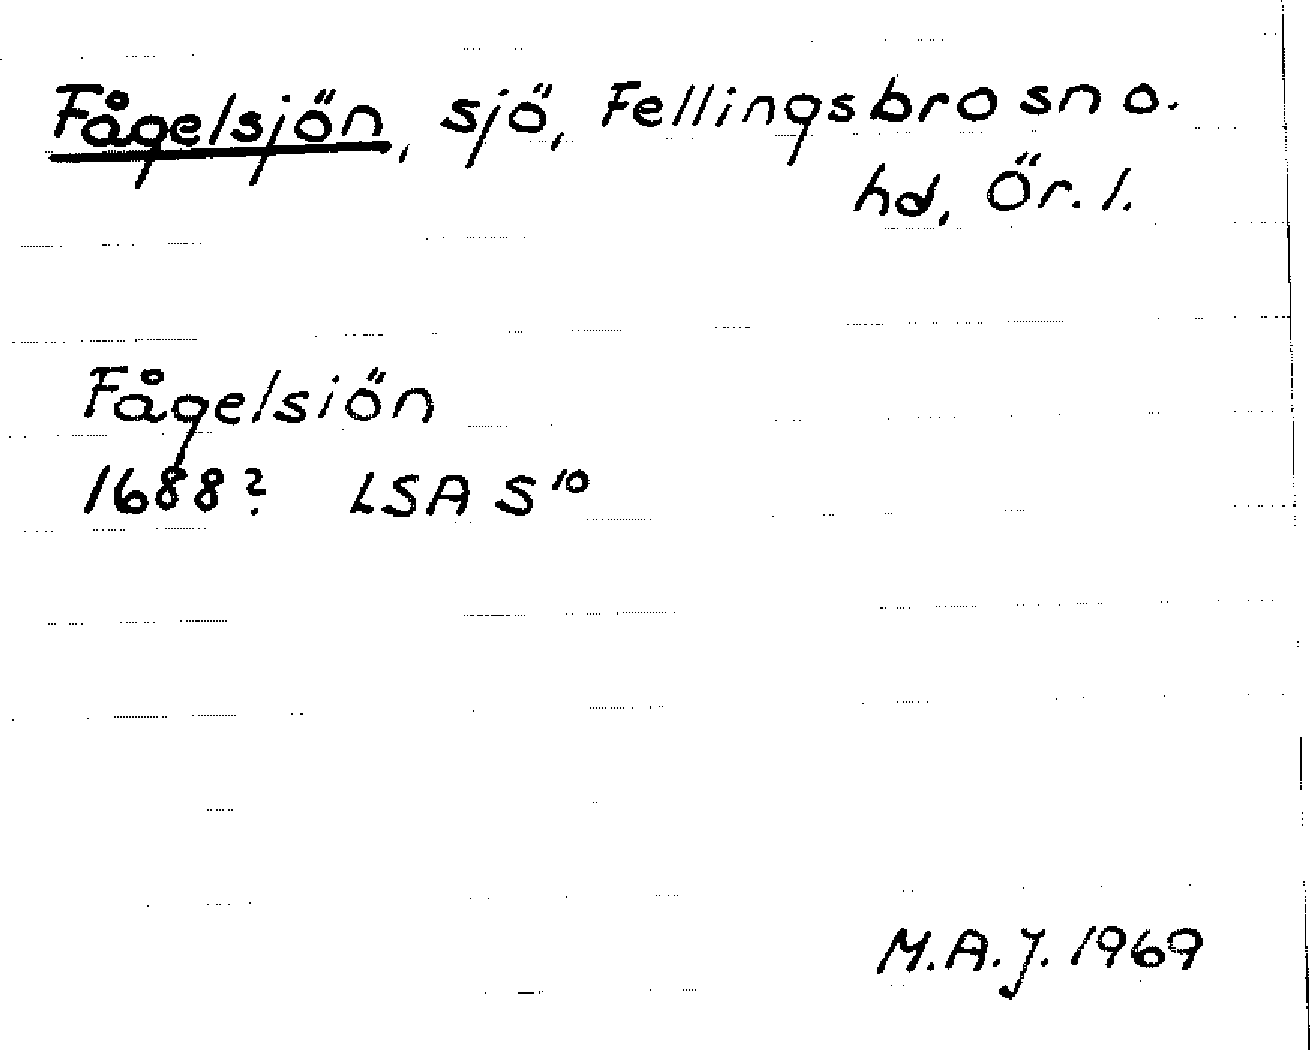 Fågelsjön, sjö, Fellingsbro sn o.
hd, Ör. l.
Fågelsiön
1688? LSA S¹⁰
M.A.J. 1969